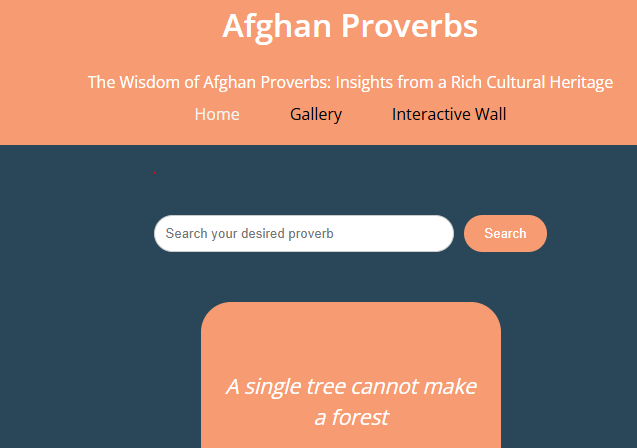 Afghan Proverbs
The Wisdom of Afghan Proverbs: Insights from a Rich Cultural Heritage
Home Gallery Interactive Wall
Search your desired proverb Search
A single tree cannot make
a forest